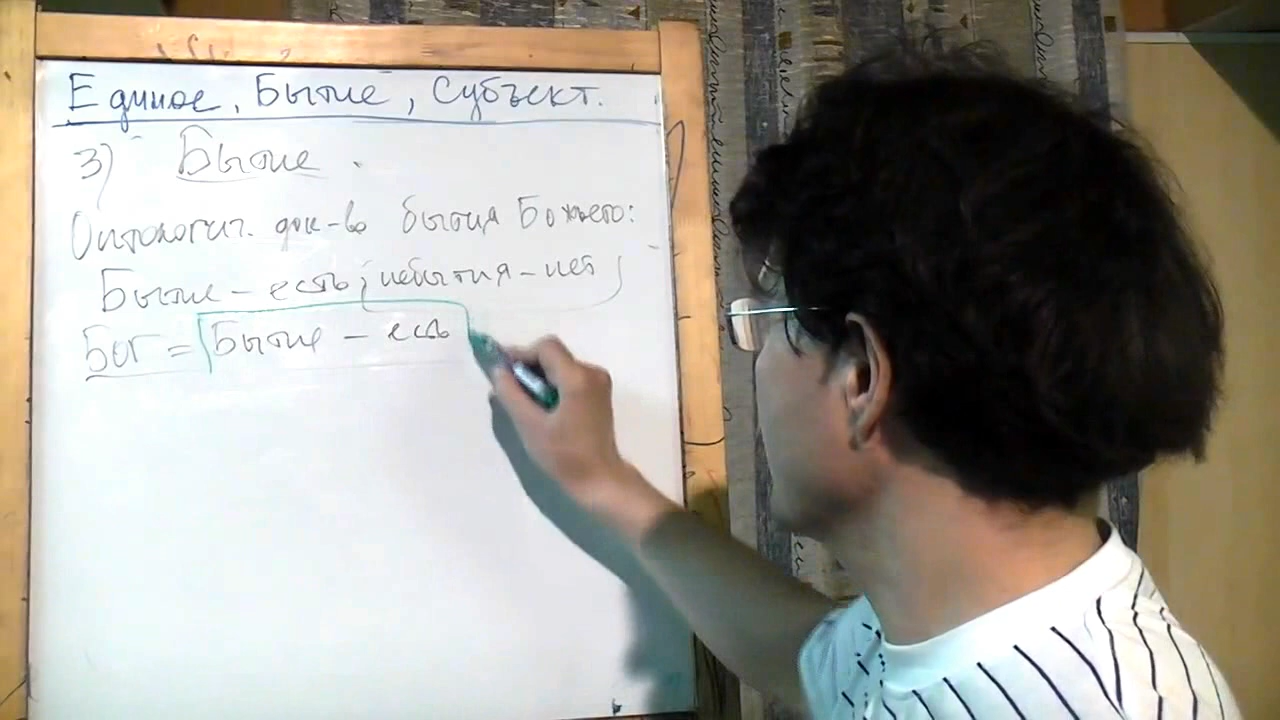 Единое, Бытие, Субъект.
3) Бытие.
Онтологич. док-во бытия Божьего:
Бытие - есть; небытия - нет
Бог = Бытие - есть